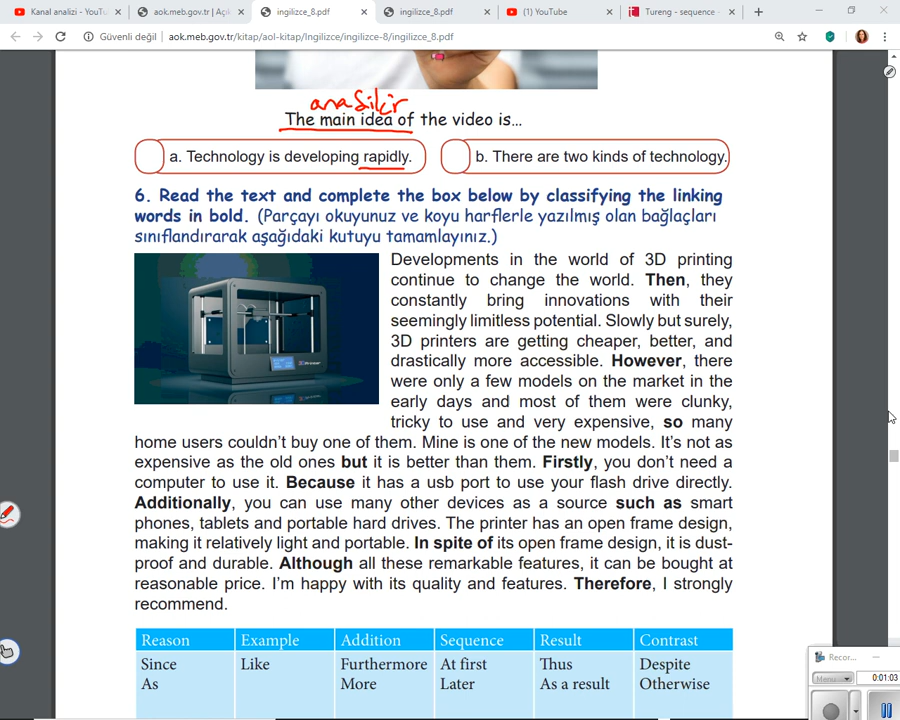 Kanal analizi - YouTu
aok.meb.gov.tr | Açık
ingilizce_8.pdf
ingilizce_8.pdf
(1) YouTube
Tureng - sequence -
Güvenli değil | aok.meb.gov.tr/kitap/aol-kitap/Ingilizce/ingilizce-8/ingilizce_8.pdf
ana fikir
The main idea of the video is...
a. Technology is developing rapidly.
b. There are two kinds of technology.
6. Read the text and complete the box below by classifying the linking
words in bold. (Parçayı okuyunuz ve koyu harflerle yazılmış olan bağlaçları
sınıflandırarak aşağıdaki kutuyu tamamlayınız.)
Developments in the world of 3D printing
continue to change the world. Then, they
constantly bring innovations with their
seemingly limitless potential. Slowly but surely,
3D printers are getting cheaper, better, and
drastically more accessible. However, there
were only a few models on the market in the
early days and most of them were clunky,
tricky to use and very expensive, so many
home users couldn't buy one of them. Mine is one of the new models. It's not as
expensive as the old ones but it is better than them. Firstly, you don't need a
computer to use it. Because it has a usb port to use your flash drive directly.
Additionally, you can use many other devices as a source such as smart
phones, tablets and portable hard drives. The printer has an open frame design,
making it relatively light and portable. In spite of its open frame design, it is dust-
proof and durable. Although all these remarkable features, it can be bought at
reasonable price. I'm happy with its quality and features. Therefore, I strongly
recommend.
Reason Example Addition Sequence Result Contrast
Since Like Furthermore At first Thus Despite
As More Later As a result Otherwise
Recor...
Menu
0:01:03